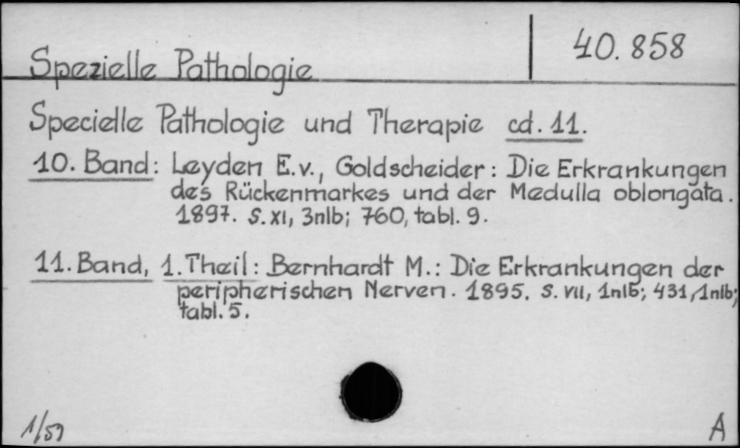 40.858
Spezielle Pathologie
Specielle Pathologie und Therapie cd. 11.
10. Band: Leyden E.v., Goldscheider: Die Erkrankungen
des Rückenmarkes und der Medulla oblongata.
1897. S. XI, 3nlb; 760, tabl. 9.
11. Band, 1. Theil: Bernhardt M.: Die Erkrankungen der
peripherischen Nerven. 1895. S. VII, 1nlb; 431, 1nlb;
tabl. 5.
1/59
A